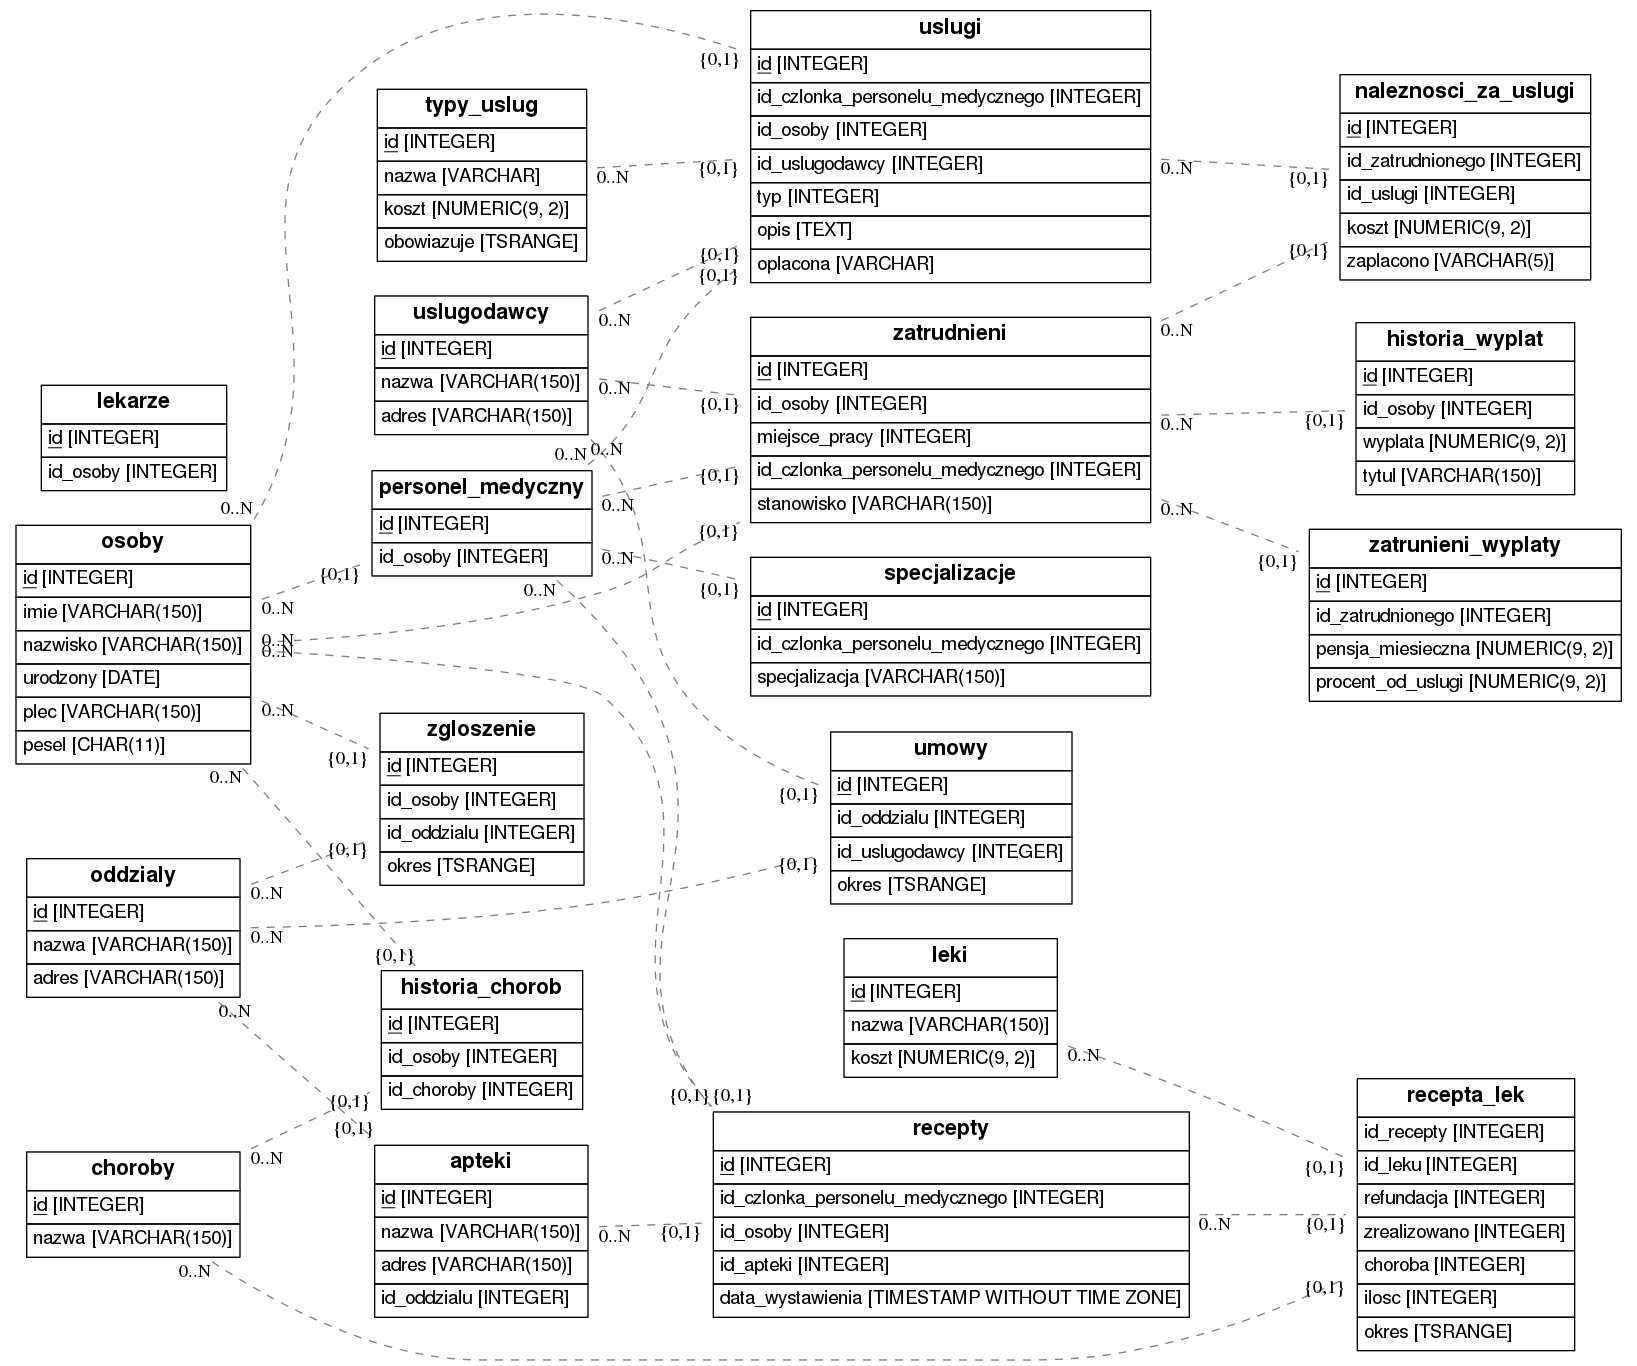 uslugi
id [INTEGER]
id_czlonka_personelu_medycznego [INTEGER]
id_osoby [INTEGER]
id_uslugodawcy [INTEGER]
typ [INTEGER]
opis [TEXT]
oplacona [VARCHAR]
{0,1}
{0,1}
{0,1}
{0,1}
typy_uslug
id [INTEGER]
nazwa [VARCHAR]
koszt [NUMERIC(9, 2)]
obowiazuje [TSRANGE]
0..N
naleznosci_za_uslugi
id [INTEGER]
id_zatrudnionego [INTEGER]
id_uslugi [INTEGER]
koszt [NUMERIC(9, 2)]
zaplacono [VARCHAR(5)]
0..N
{0,1}
{0,1}
uslugodawcy
id [INTEGER]
nazwa [VARCHAR(150)]
adres [VARCHAR(150)]
0..N
0..N
0..N
zatrudnieni
id [INTEGER]
id_osoby [INTEGER]
miejsce_pracy [INTEGER]
id_czlonka_personelu_medycznego [INTEGER]
stanowisko [VARCHAR(150)]
{0,1}
{0,1}
{0,1}
0..N
0..N
0..N
historia_wyplat
id [INTEGER]
id_osoby [INTEGER]
wyplata [NUMERIC(9, 2)]
tytul [VARCHAR(150)]
{0,1}
lekarze
id [INTEGER]
id_osoby [INTEGER]
personel_medyczny
id [INTEGER]
id_osoby [INTEGER]
0..N
0..N
0..N
0..N
{0,1}
osoby
id [INTEGER]
imie [VARCHAR(150)]
nazwisko [VARCHAR(150)]
urodzony [DATE]
plec [VARCHAR(150)]
pesel [CHAR(11)]
0..N
0..N
0..N
0..N
0..N
0..N
specjalizacje
id [INTEGER]
id_czlonka_personelu_medycznego [INTEGER]
specjalizacja [VARCHAR(150)]
{0,1}
zatrunieni_wyplaty
id [INTEGER]
id_zatrudnionego [INTEGER]
pensja_miesieczna [NUMERIC(9, 2)]
procent_od_uslugi [NUMERIC(9, 2)]
{0,1}
zgloszenie
id [INTEGER]
id_osoby [INTEGER]
id_oddzialu [INTEGER]
okres [TSRANGE]
{0,1}
{0,1}
umowy
id [INTEGER]
id_oddzialu [INTEGER]
id_uslugodawcy [INTEGER]
okres [TSRANGE]
{0,1}
{0,1}
oddzialy
id [INTEGER]
nazwa [VARCHAR(150)]
adres [VARCHAR(150)]
0..N
0..N
0..N
leki
id [INTEGER]
nazwa [VARCHAR(150)]
koszt [NUMERIC(9, 2)]
0..N
historia_chorob
id [INTEGER]
id_osoby [INTEGER]
id_choroby [INTEGER]
{0,1}
{0,1}
choroby
id [INTEGER]
nazwa [VARCHAR(150)]
0..N
0..N
apteki
id [INTEGER]
nazwa [VARCHAR(150)]
adres [VARCHAR(150)]
id_oddzialu [INTEGER]
{0,1}
0..N
recepty
id [INTEGER]
id_czlonka_personelu_medycznego [INTEGER]
id_osoby [INTEGER]
id_apteki [INTEGER]
data_wystawienia [TIMESTAMP WITHOUT TIME ZONE]
{0,1}
{0,1}
{0,1}
0..N
recepta_lek
id_recepty [INTEGER]
id_leku [INTEGER]
refundacja [INTEGER]
zrealizowano [INTEGER]
choroba [INTEGER]
ilosc [INTEGER]
okres [TSRANGE]
{0,1}
{0,1}
{0,1}